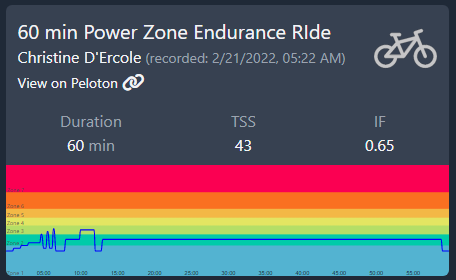 60 min Power Zone Endurance RIde
Christine D'Ercole (recorded: 2/21/2022, 05:22 AM)
View on Peloton
Duration TSS IF
60 min 43 0.65
Zone 6
Zone 5
Zone 4
Zone 3
Zone 1
05:00 10:00 15:00 20:00 25:00 30:00 35:00 40:00 45:00 50:00 55:00